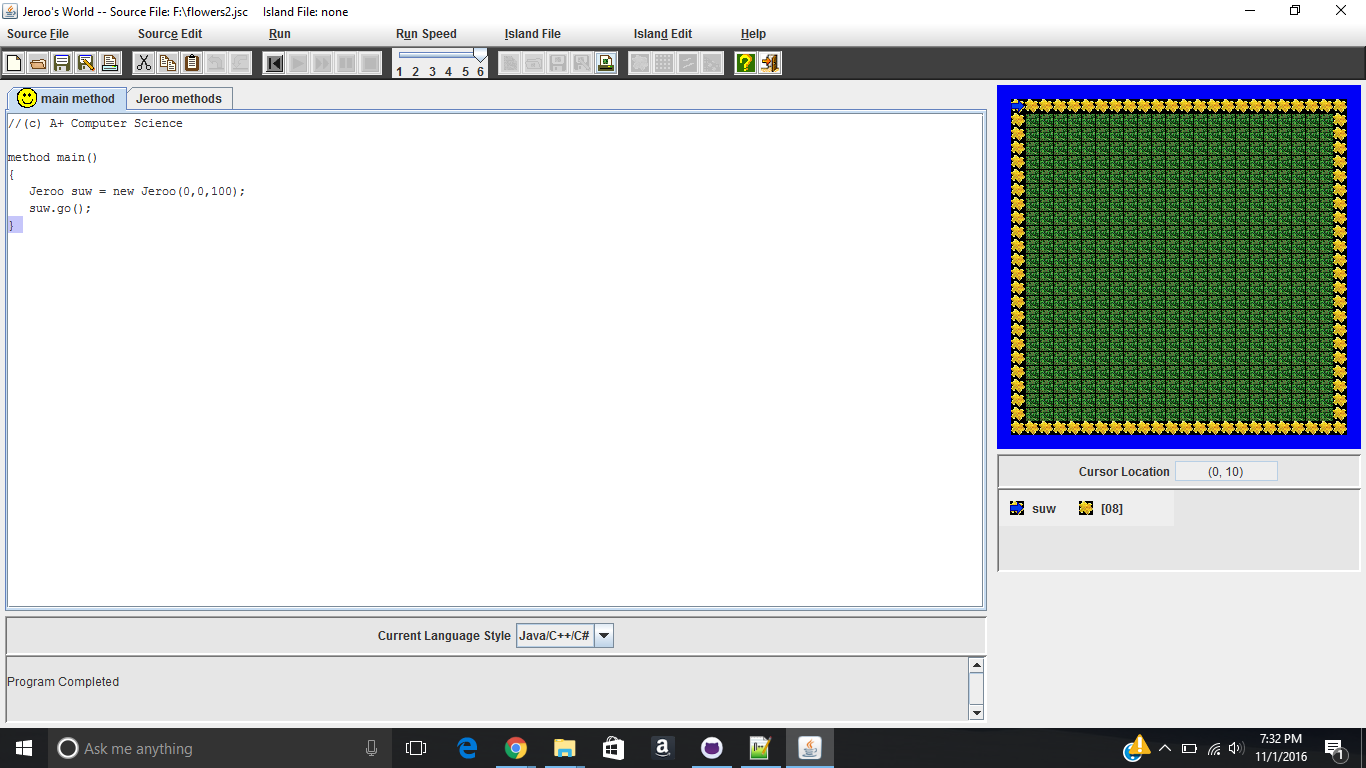 Jeroo's World -- Source File: F:\flowers2.jsc     Island File: none
Source File Source Edit Run Run Speed Island File Island Edit Help
1 2 3 4 5 6
main method Jeroo methods
//(c) A+ Computer Science
method main()
{
   Jeroo suw = new Jeroo(0,0,100);
   suw.go();
}
Cursor Location (0, 10)
suw [08]
Current Language Style Java/C++/C#
Program Completed
Ask me anything
7:32 PM
11/1/2016
1